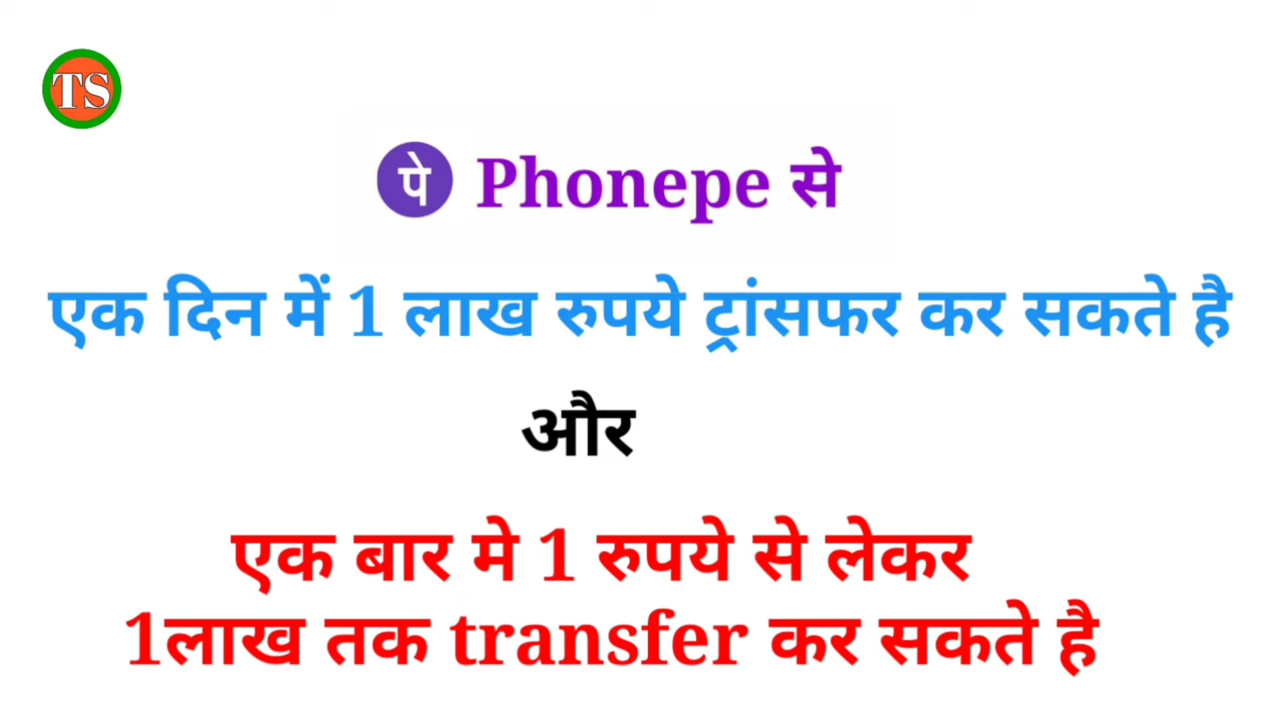 TS
पे Phonepe से
एक दिन में 1 लाख रुपये ट्रांसफर कर सकते है
और
एक बार मे 1 रुपये से लेकर
1लाख तक transfer कर सकते है